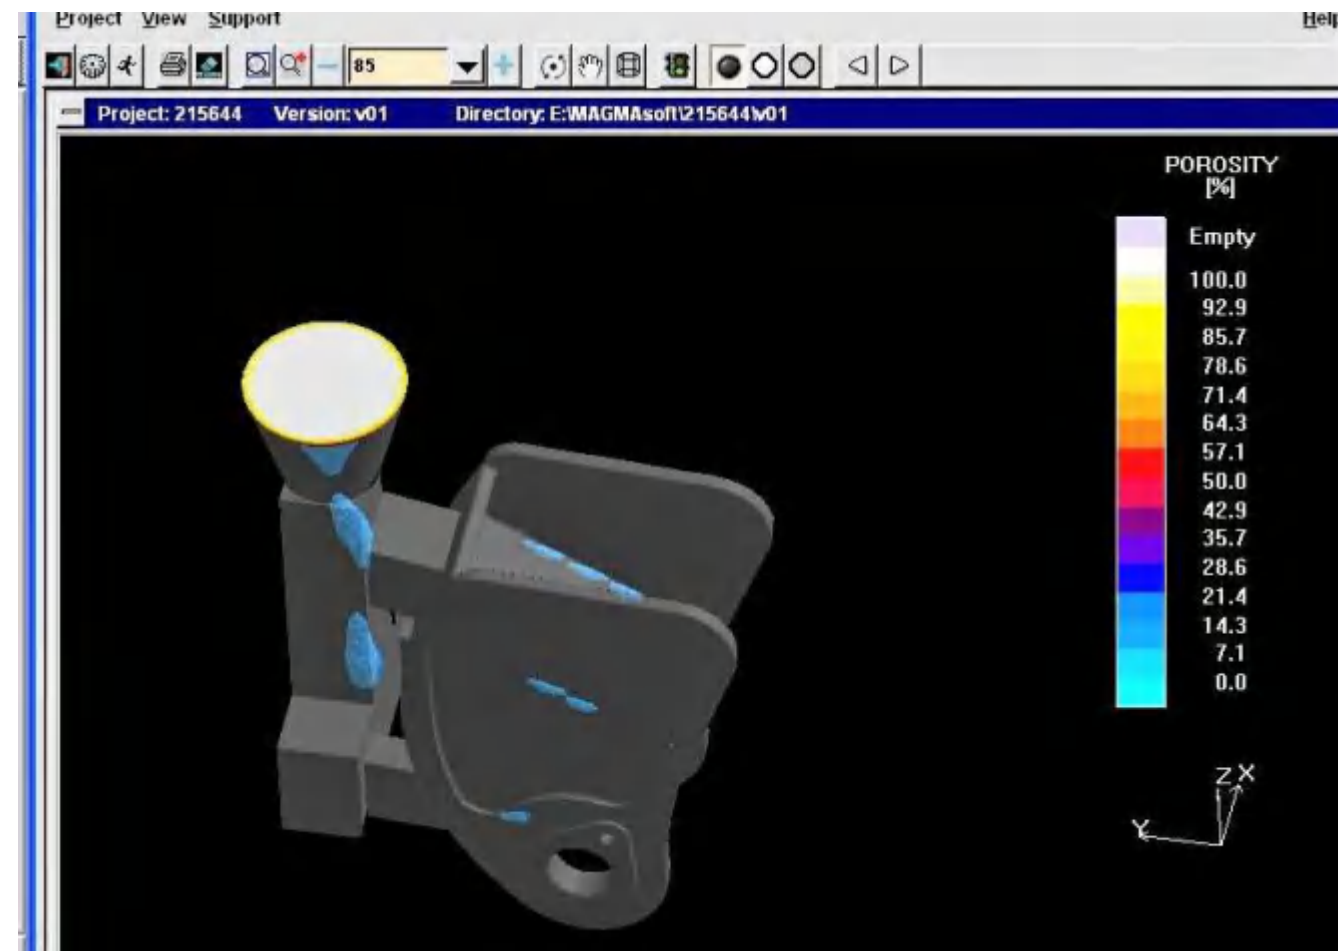 Project View Support Help
85
Project: 215644 Version: v01 Directory: E:\MAGMAsoft\215644\v01
POROSITY
[%]
Empty
100.0
92.9
85.7
78.6
71.4
64.3
57.1
50.0
42.9
35.7
28.6
21.4
14.3
7.1
0.0
Z X
Y